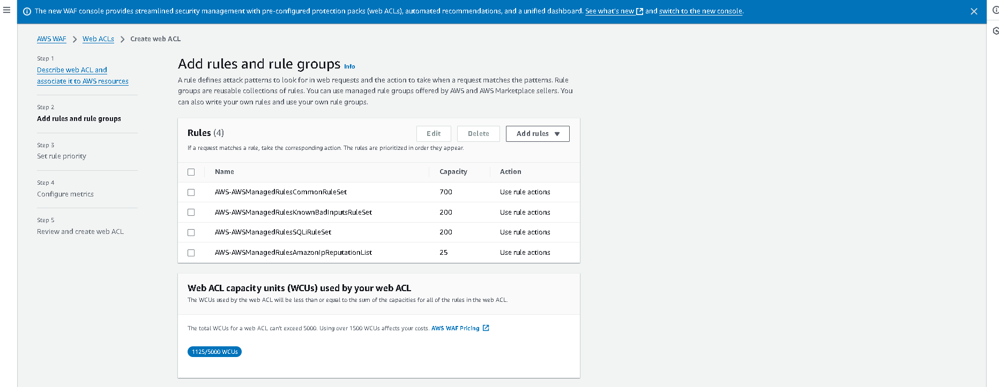 The new WAF console provides streamlined security management with pre-configured protection packs (web ACLs), automated recommendations, and a unified dashboard. See what's new and switch to the new console.
AWS WAF > Web ACLs > Create web ACL
Step 1
Describe web ACL and
associate it to AWS resources
Step 2
Add rules and rule groups
Step 3
Set rule priority
Step 4
Configure metrics
Step 5
Review and create web ACL
Add rules and rule groups Info
A rule defines attack patterns to look for in web requests and the action to take when a request matches the patterns. Rule
groups are reusable collections of rules. You can use managed rule groups offered by AWS and AWS Marketplace sellers. You
can also write your own rules and use your own rule groups.
Rules (4) Edit Delete Add rules
If a request matches a rule, take the corresponding action. The rules are prioritized in order they appear.
Name Capacity Action
AWS-AWSManagedRulesCommonRuleSet 700 Use rule actions
AWS-AWSManagedRulesKnownBadInputsRuleSet 200 Use rule actions
AWS-AWSManagedRulesSQLiRuleSet 200 Use rule actions
AWS-AWSManagedRulesAmazonIpReputationList 25 Use rule actions
Web ACL capacity units (WCUs) used by your web ACL
The WCUs used by the web ACL will be less than or equal to the sum of the capacities for all of the rules in the web ACL.
The total WCUs for a web ACL can't exceed 5000. Using over 1500 WCUs affects your costs. AWS WAF Pricing
1125/5000 WCUs